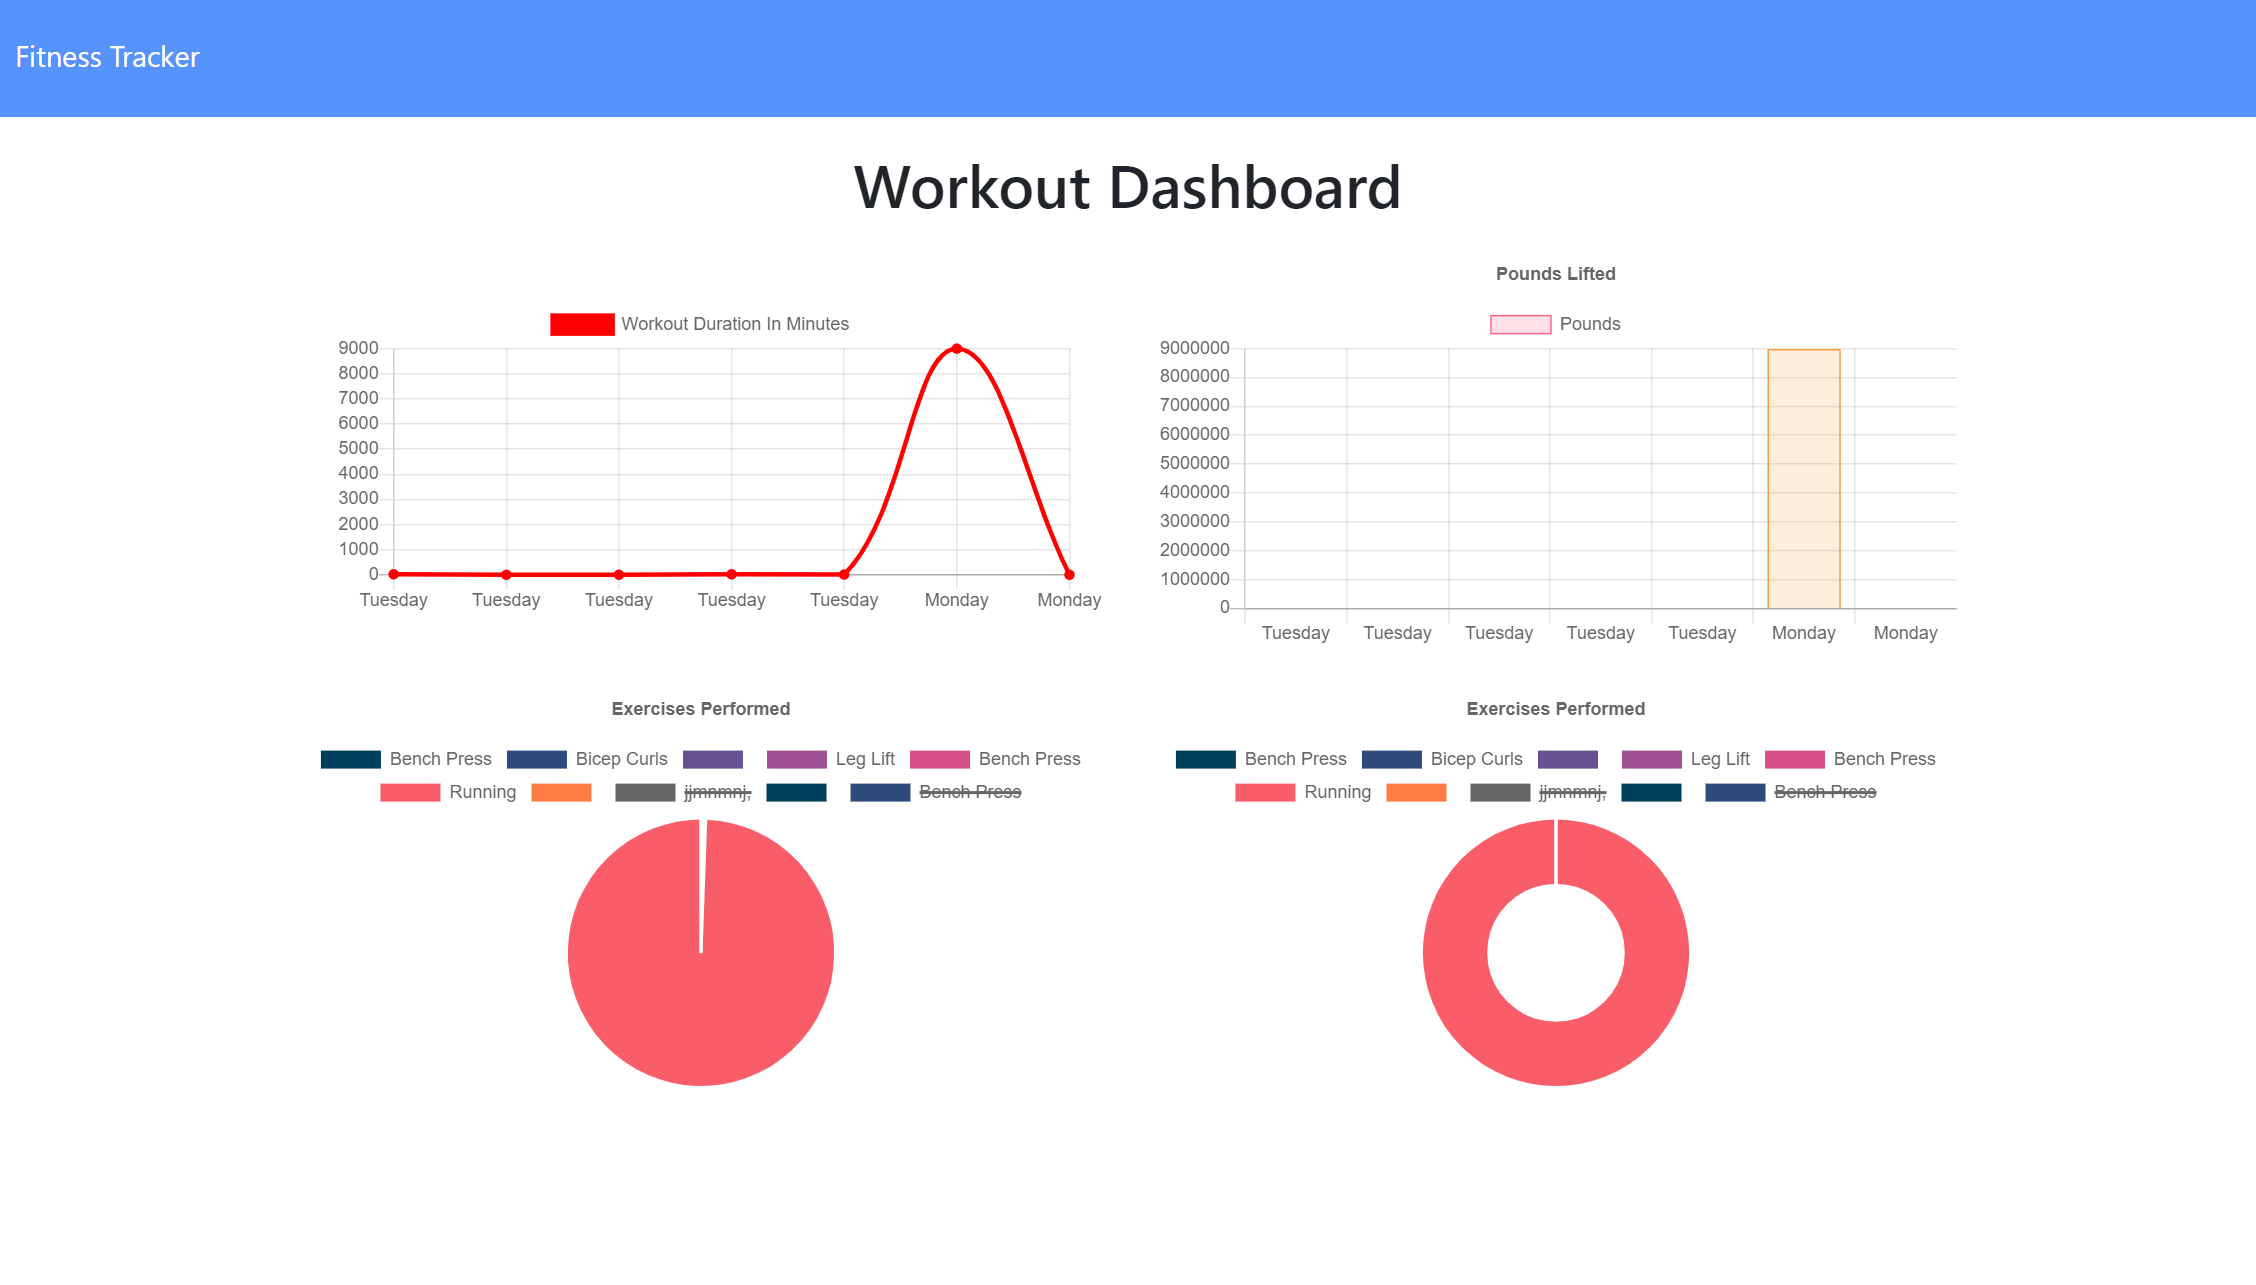 Fitness Tracker
Workout Dashboard
Workout Duration In Minutes
9000
8000
7000
6000
5000
4000
3000
2000
1000
0
Tuesday Tuesday Tuesday Tuesday Tuesday Monday Monday
Pounds Lifted
Pounds
9000000
8000000
7000000
6000000
5000000
4000000
3000000
2000000
1000000
0
Tuesday Tuesday Tuesday Tuesday Tuesday Monday Monday
Exercises Performed
Bench Press Bicep Curls Leg Lift Bench Press
Running jjmnmnj, Bench Press
Exercises Performed
Bench Press Bicep Curls Leg Lift Bench Press
Running jjmnmnj, Bench Press